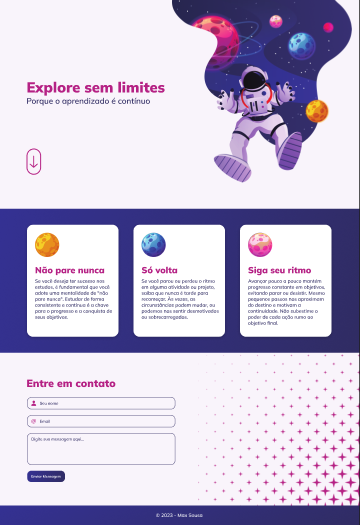 Explore sem limites
Porque o aprendizado é contínuo
Não pare nunca
Se você deseja ter sucesso nos
estudos, é fundamental que você
adote uma mentalidade de "não
pare nunca". Estudar de forma
consistente e contínua é a chave
para o progresso e a conquista de
seus objetivos.
Só volta
Se você parou ou perdeu o ritmo
em alguma atividade ou projeto,
saiba que nunca é tarde para
recomeçar. Às vezes, as
circunstâncias podem mudar, ou
podemos nos sentir desmotivados
ou sobrecarregados.
Siga seu ritmo
Avançar pouco a pouco mantém
progresso constante em objetivos,
evitando parar ou desistir. Mesmo
pequenos passos nos aproximam
do destino e motivam a
continuidade. Não subestime o
poder de cada ação rumo ao
objetivo final.
Entre em contato
Seu nome
Email
Digite sua mensagem aqui...
Enviar Mensagem
© 2023 - Max Sousa